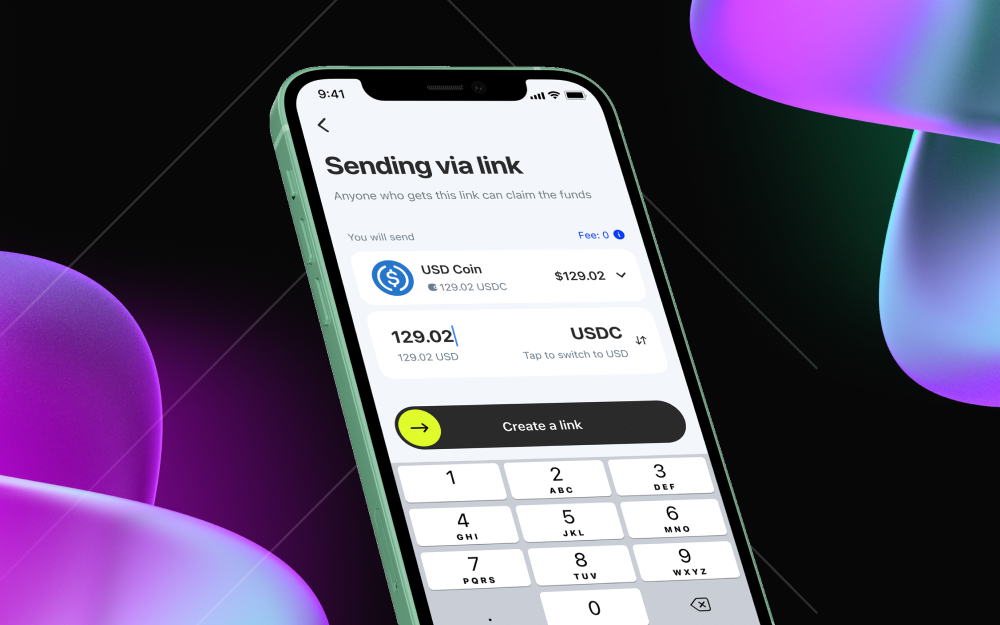 9:41
Sending via link
Anyone who gets this link can claim the funds
You will send
Fee: 0
USD Coin
$129.02
129.02 USDC
129.02
USDC
129.02 USD
Tap to switch to USD
Create a link
1
2
3
ABC
DEF
4
5
6
GHI
JKL
MNO
7
8
9
PQRS
TUV
WXYZ
.
0